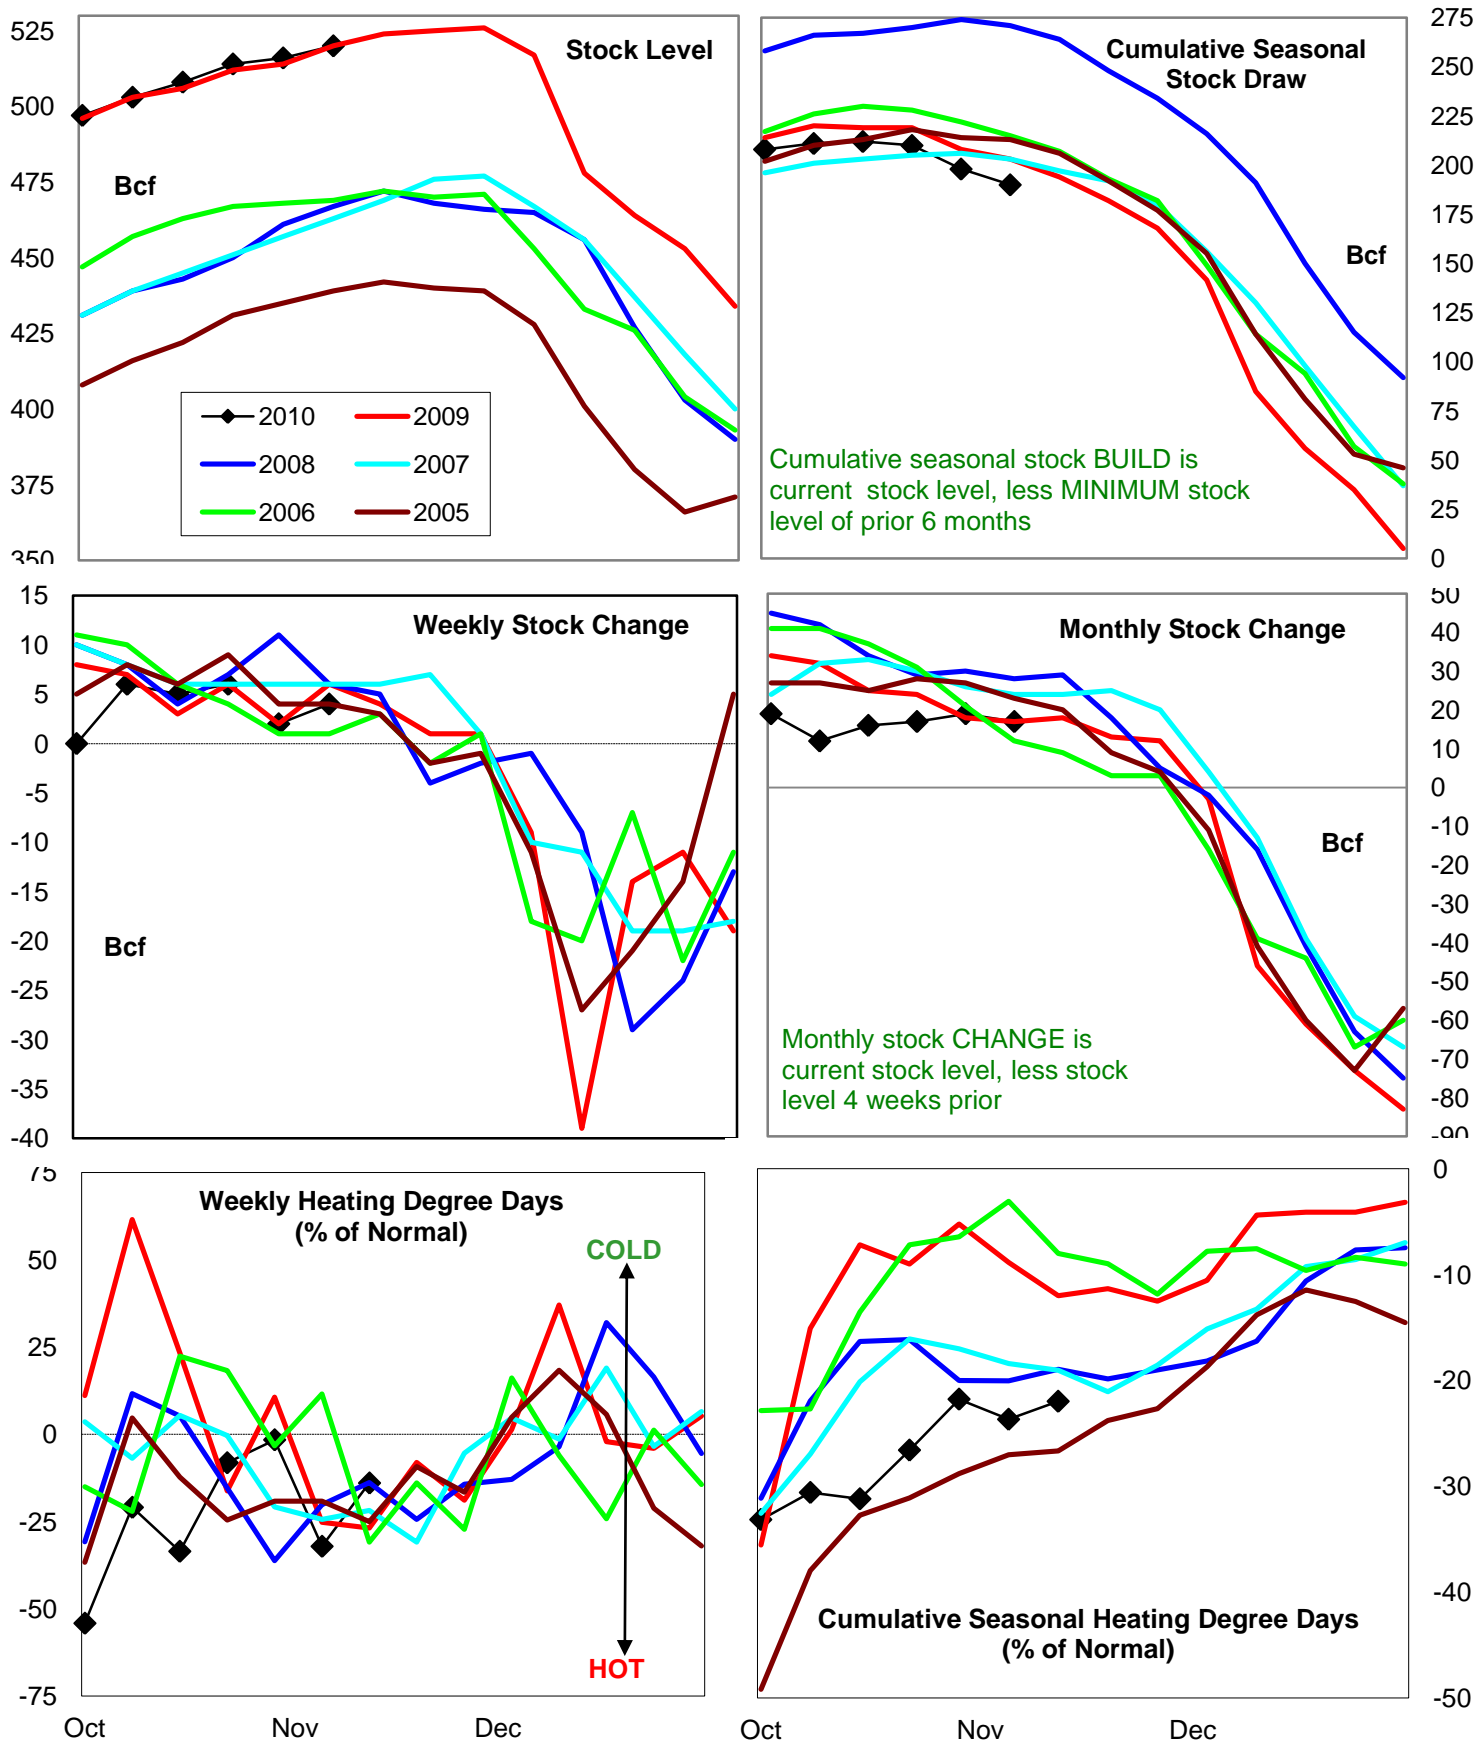 525
500
475
450
425
400
375
350
Stock Level
Bcf
2010
2009
2008
2007
2006
2005
275
250
225
200
175
150
125
100
75
50
25
0
Cumulative Seasonal
Stock Draw
Bcf
Cumulative seasonal stock BUILD is
current stock level, less MINIMUM stock
level of prior 6 months
15
10
5
0
-5
-10
-15
-20
-25
-30
-35
-40
Weekly Stock Change
Bcf
50
40
30
20
10
0
-10
-20
-30
-40
-50
-60
-70
-80
-90
Monthly Stock Change
Bcf
Monthly stock CHANGE is
current stock level, less stock
level 4 weeks prior
75
50
25
0
-25
-50
-75
Weekly Heating Degree Days
(% of Normal)
COLD
HOT
Oct
Nov
Dec
0
-10
-20
-30
-40
-50
Cumulative Seasonal Heating Degree Days
(% of Normal)
Oct
Nov
Dec